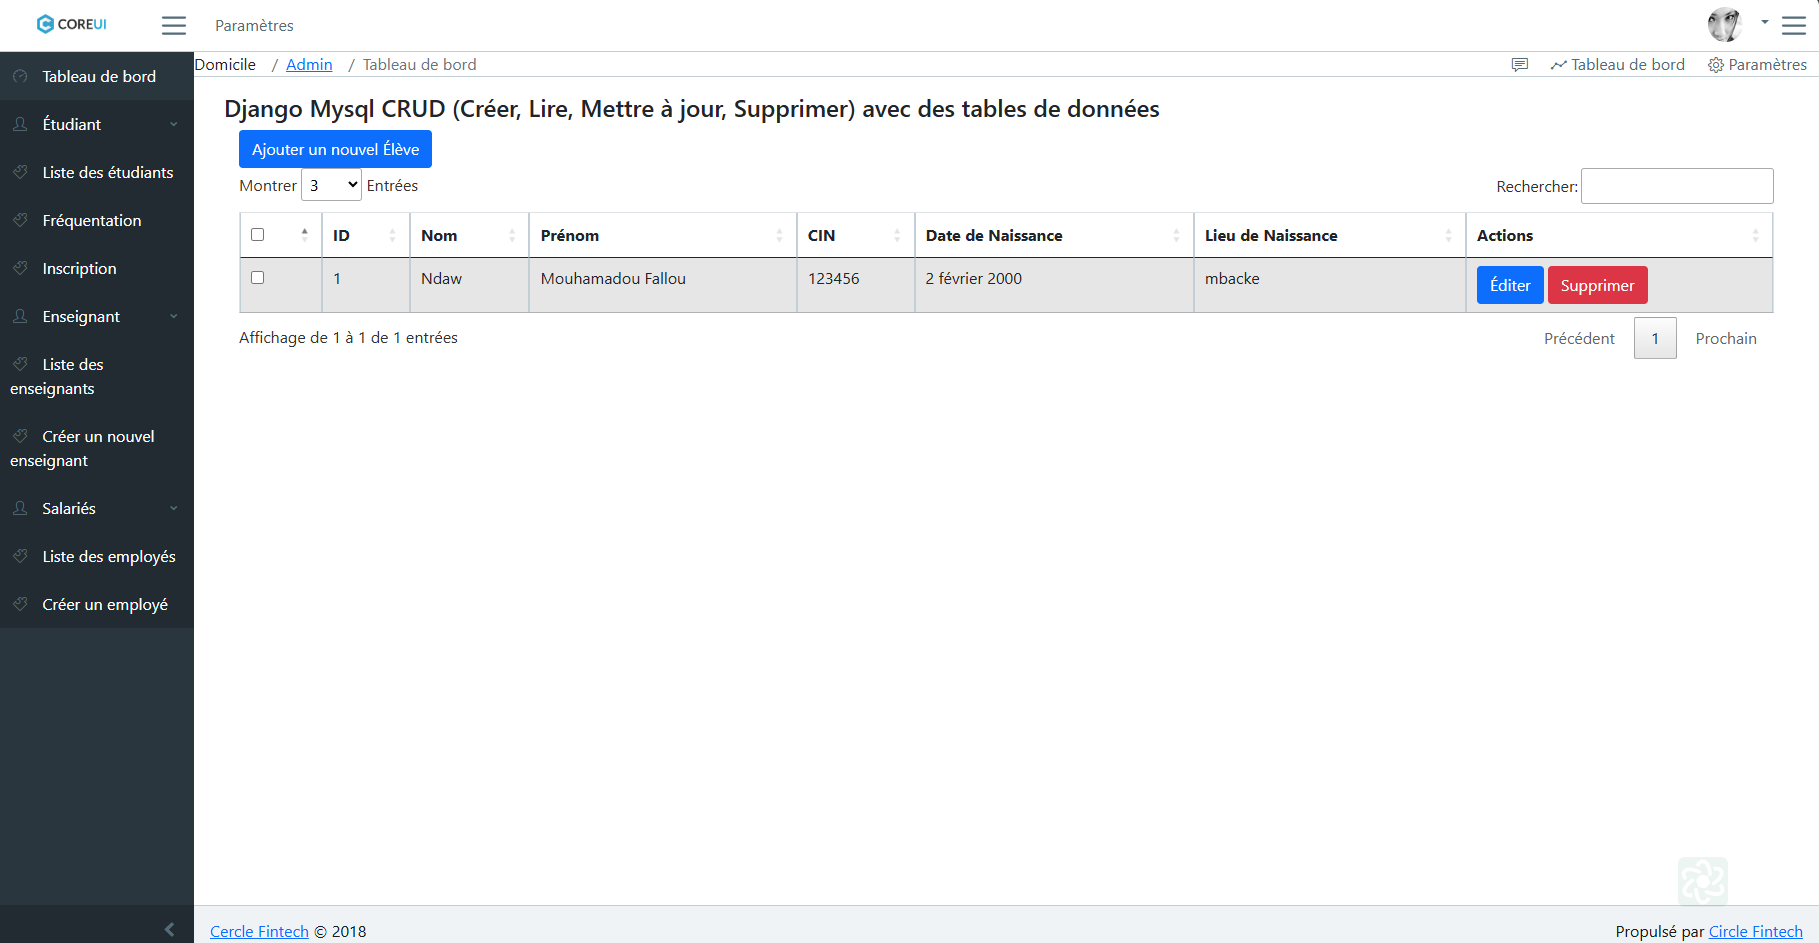 COREUI Paramètres
Domicile / Admin / Tableau de bord Tableau de bord Paramètres
Tableau de bord
Étudiant
Liste des étudiants
Fréquentation
Inscription
Enseignant
Liste des
enseignants
Créer un nouvel
enseignant
Salariés
Liste des employés
Créer un employé
Django Mysql CRUD (Créer, Lire, Mettre à jour, Supprimer) avec des tables de données
Ajouter un nouvel Élève
Montrer 3 Entrées Rechercher:
ID Nom Prénom CIN Date de Naissance Lieu de Naissance Actions
1 Ndaw Mouhamadou Fallou 123456 2 février 2000 mbacke Éditer Supprimer
Affichage de 1 à 1 de 1 entrées Précédent 1 Prochain
Cercle Fintech © 2018 Propulsé par Circle Fintech